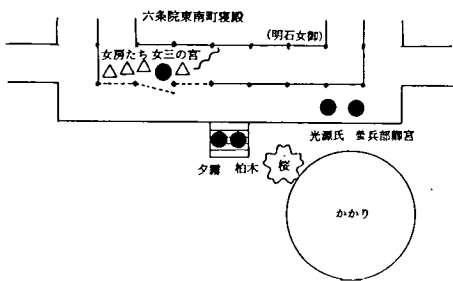 六条院東南町寝殿
(明石女御)
女房たち 女三の宮
光源氏 蛍兵部卿宮
夕霧 柏木
桜
かかり